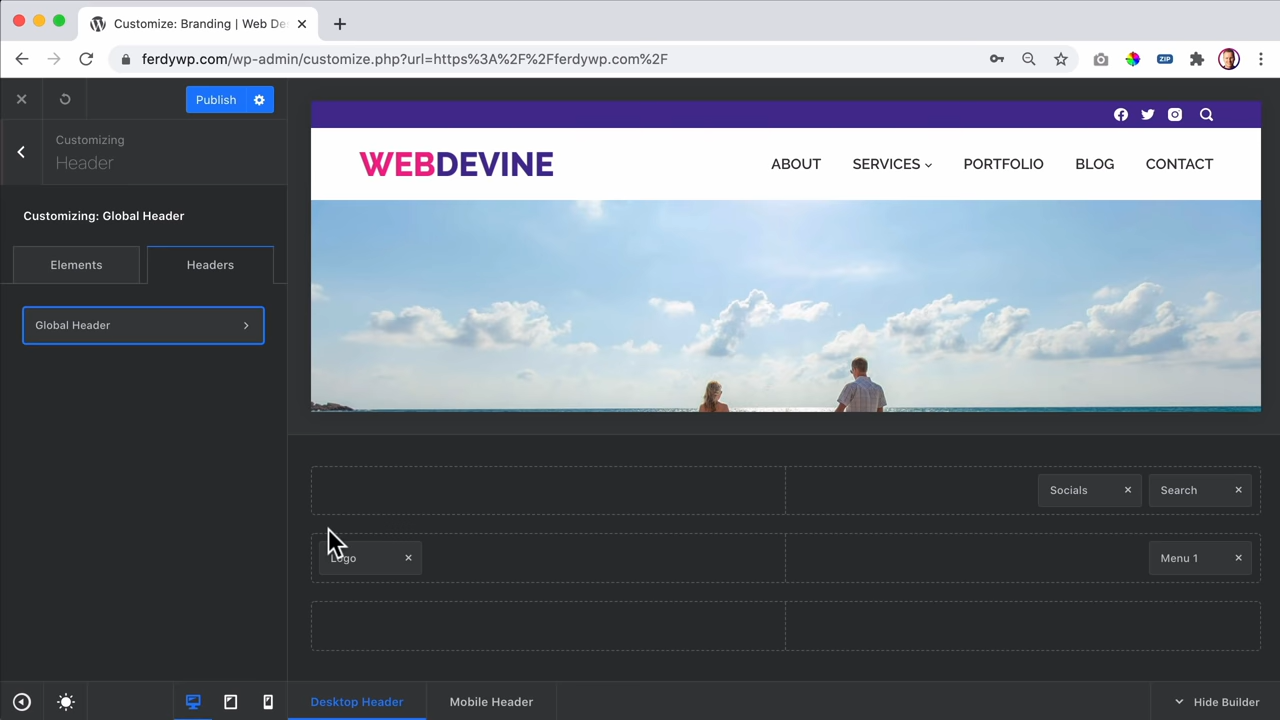 Customize: Branding | Web De
ferdywp.com/wp-admin/customize.php?url=https%3A%2F%2Fferdywp.com%2F
ZIP
Publish
Customizing
Header
Customizing: Global Header
Elements
Headers
Global Header
WEBDEVINE
ABOUT
SERVICES
PORTFOLIO
BLOG
CONTACT
Socials
Search
Logo
Menu 1
Desktop Header
Mobile Header
Hide Builder